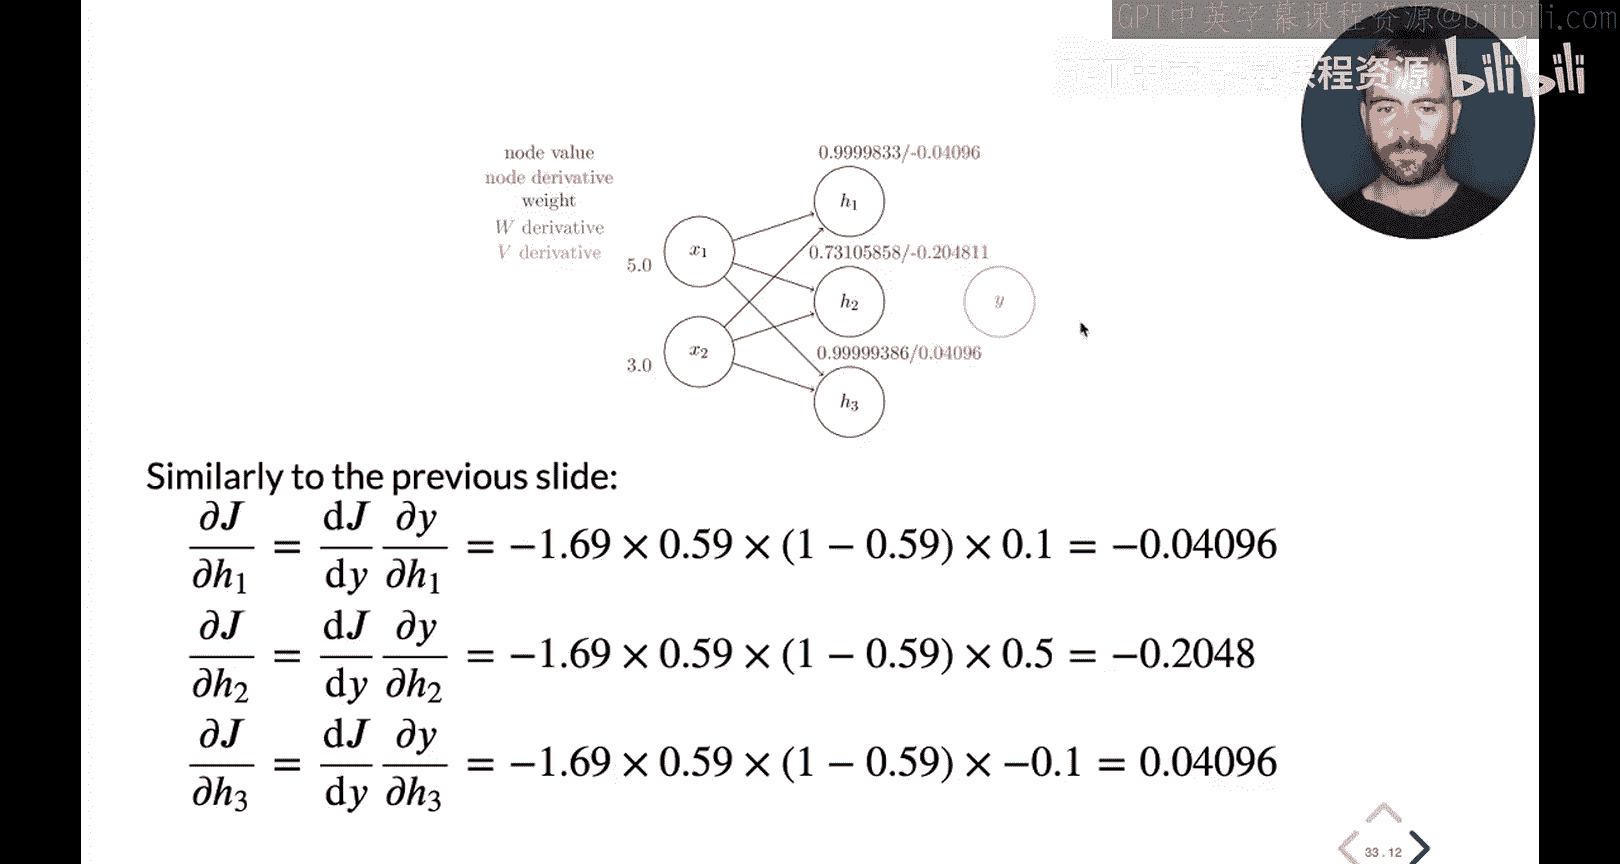 GPT中英字幕课程资源@bilibili.com
课程资源 bilibili
node value
node derivative
weight
W derivative
V derivative
x₁
5.0
x₂
3.0
0.9999833/-0.04096
h₁
0.73105858/-0.204811
h₂
0.99999386/0.04096
h₃
y
Similarly to the previous slide:
∂J/∂h₁ = dJ/dy ∂y/∂h₁ = −1.69 × 0.59 × (1 − 0.59) × 0.1 = −0.04096
∂J/∂h₂ = dJ/dy ∂y/∂h₂ = −1.69 × 0.59 × (1 − 0.59) × 0.5 = −0.2048
∂J/∂h₃ = dJ/dy ∂y/∂h₃ = −1.69 × 0.59 × (1 − 0.59) × −0.1 = 0.04096
33 . 12